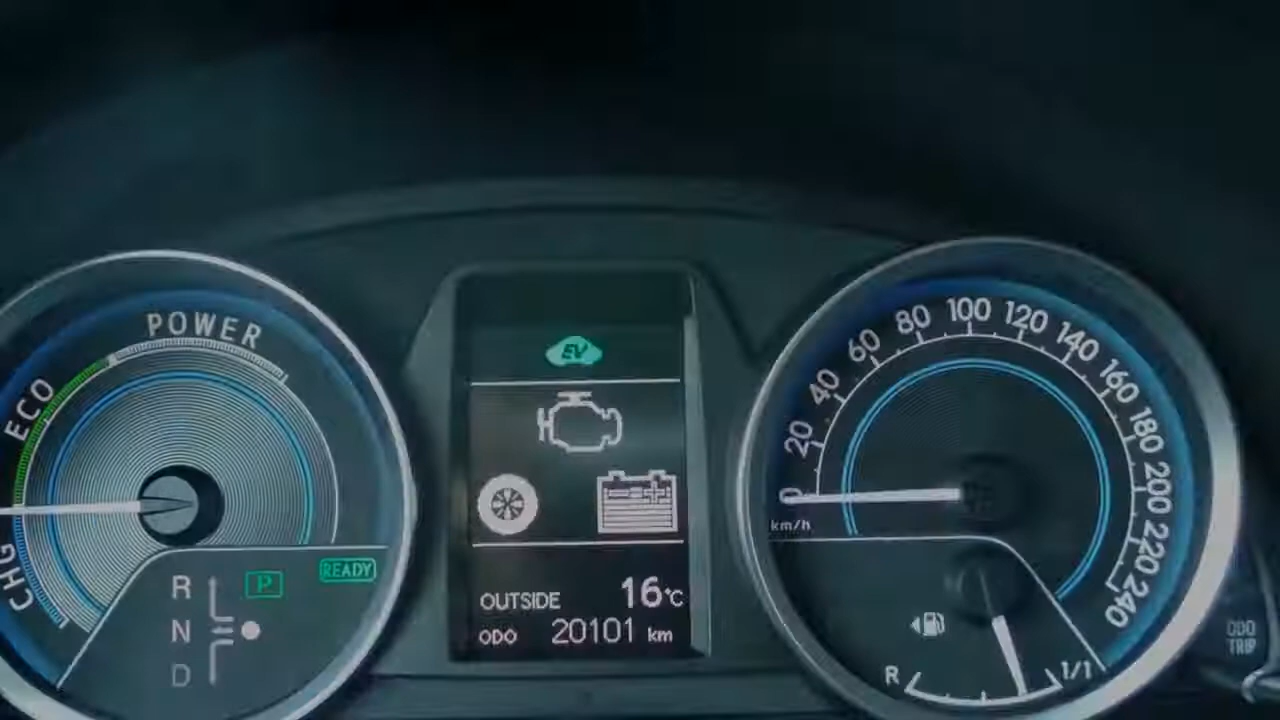 POWER
ECO
CHG
R
N
D
P
READY
EV
OUTSIDE 16°C
ODO 20101 km
0
20
40
60
80
100
120
140
160
180
200
220
240
km/h
R
1/1
ODO
TRIP